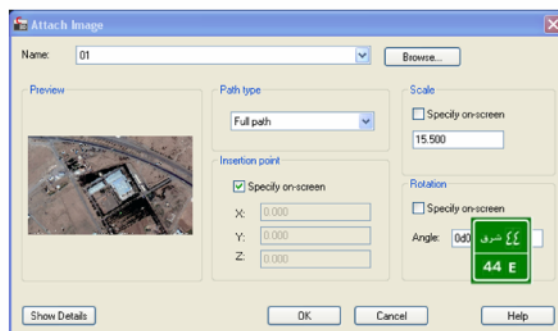 Attach Image
Name:
01
Browse...
Preview
Path type
Full path
Insertion point
Specify on-screen
X:
0.000
Y:
0.000
Z:
0.000
Scale
Specify on-screen
15.500
Rotation
Specify on-screen
Angle:
0d0
٤٤ شرق
44 E
Show Details
OK
Cancel
Help